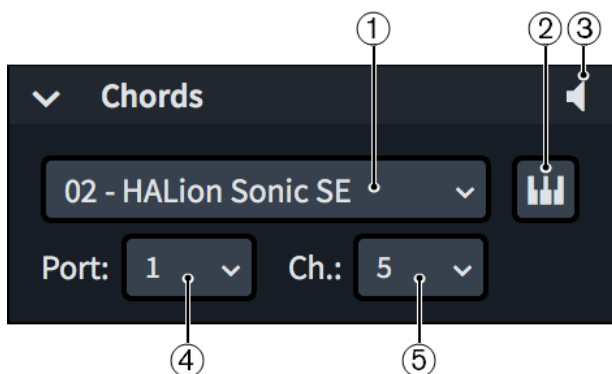 ① ② ③
Chords
02 - HALion Sonic SE
Port: 1 Ch.: 5
④ ⑤